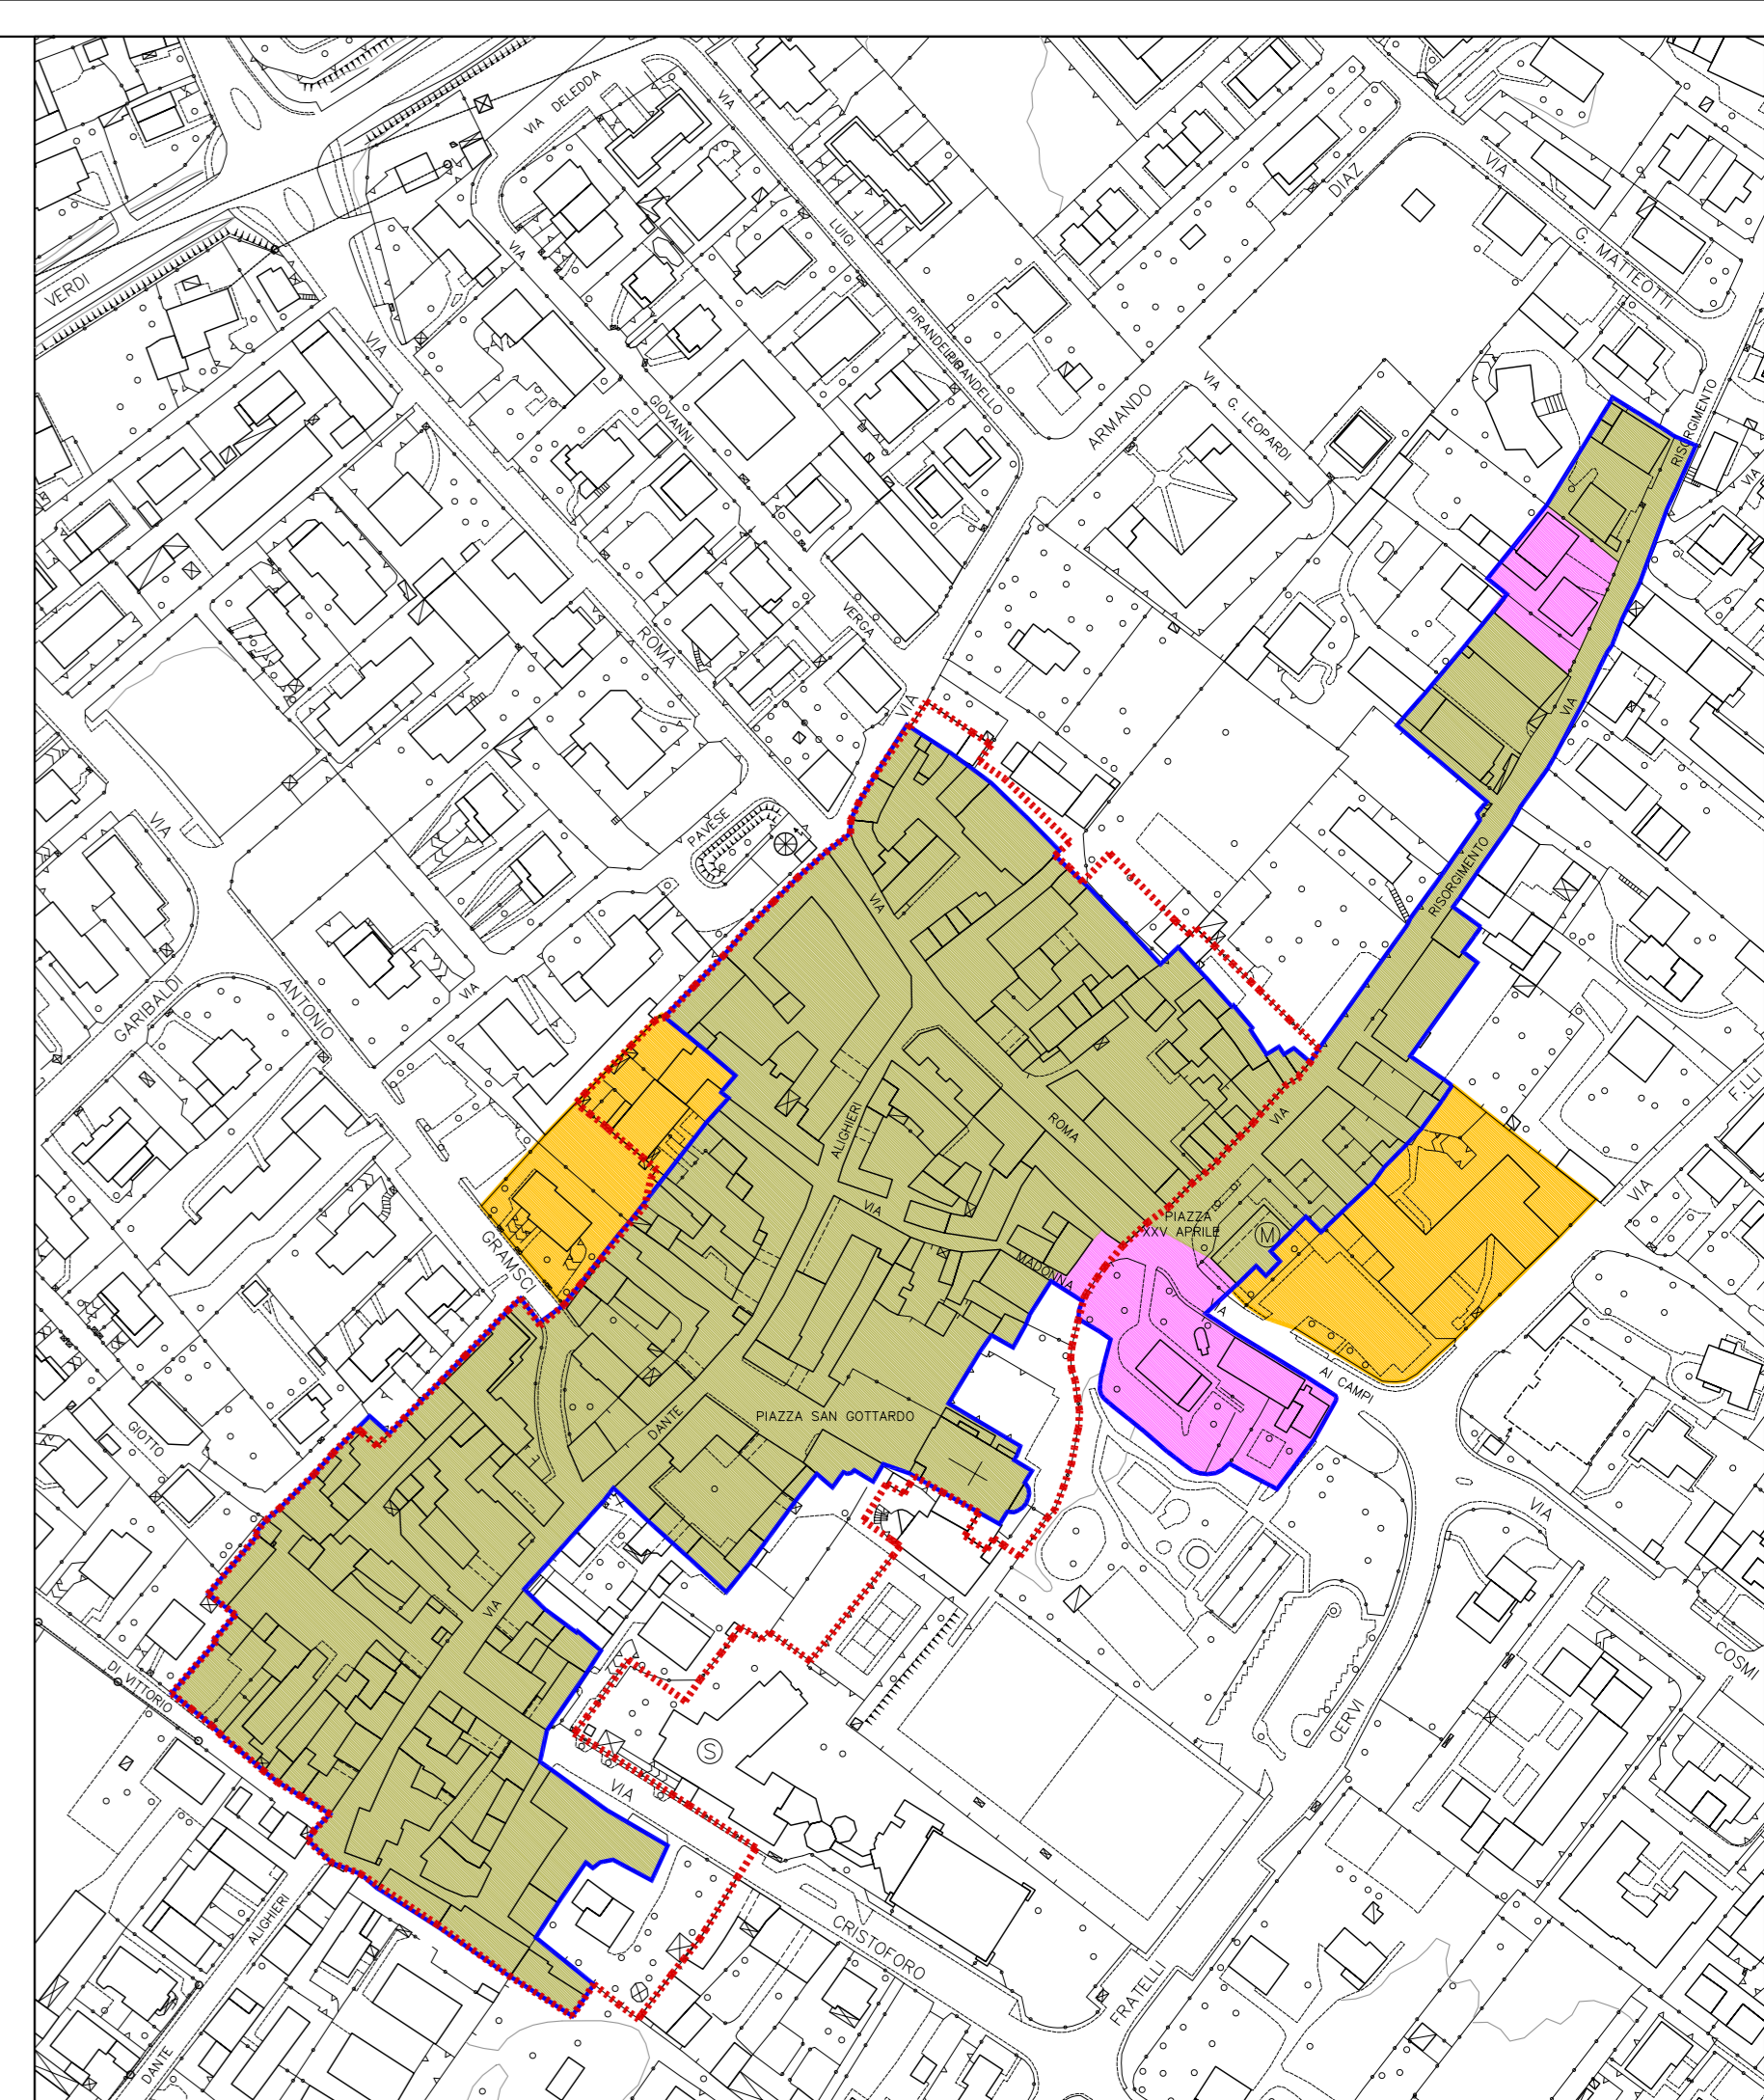 VIA DELEDDA
VIA
DIAZ
VIA
G. MATTEOTTI
VERDI
VIA
LUIGI
VIA
PIRANDELLO
PIRANDELLO
ARMANDO
VIA
G. LEOPARDI
GIOVANNI
RISORGIMENTO
VIA
VERGA
ROMA
VIA
VIA
VIA
PAVESE
RISORGIMENTO
VIA
GARIBALDI
ANTONIO
VIA
F.LLI
ALIGHIERI
ROMA
VIA
VIA
VIA
PIAZZA
XXV APRILE
M
GRAMSCI
MADONNA
VIA
AI CAMPI
GIOTTO
DANTE
PIAZZA SAN GOTTARDO
VIA
VIA
DI VITTORIO
COSMI
CERVI
S
VIA
ALIGHIERI
CRISTOFORO
FRATELLI
DANTE